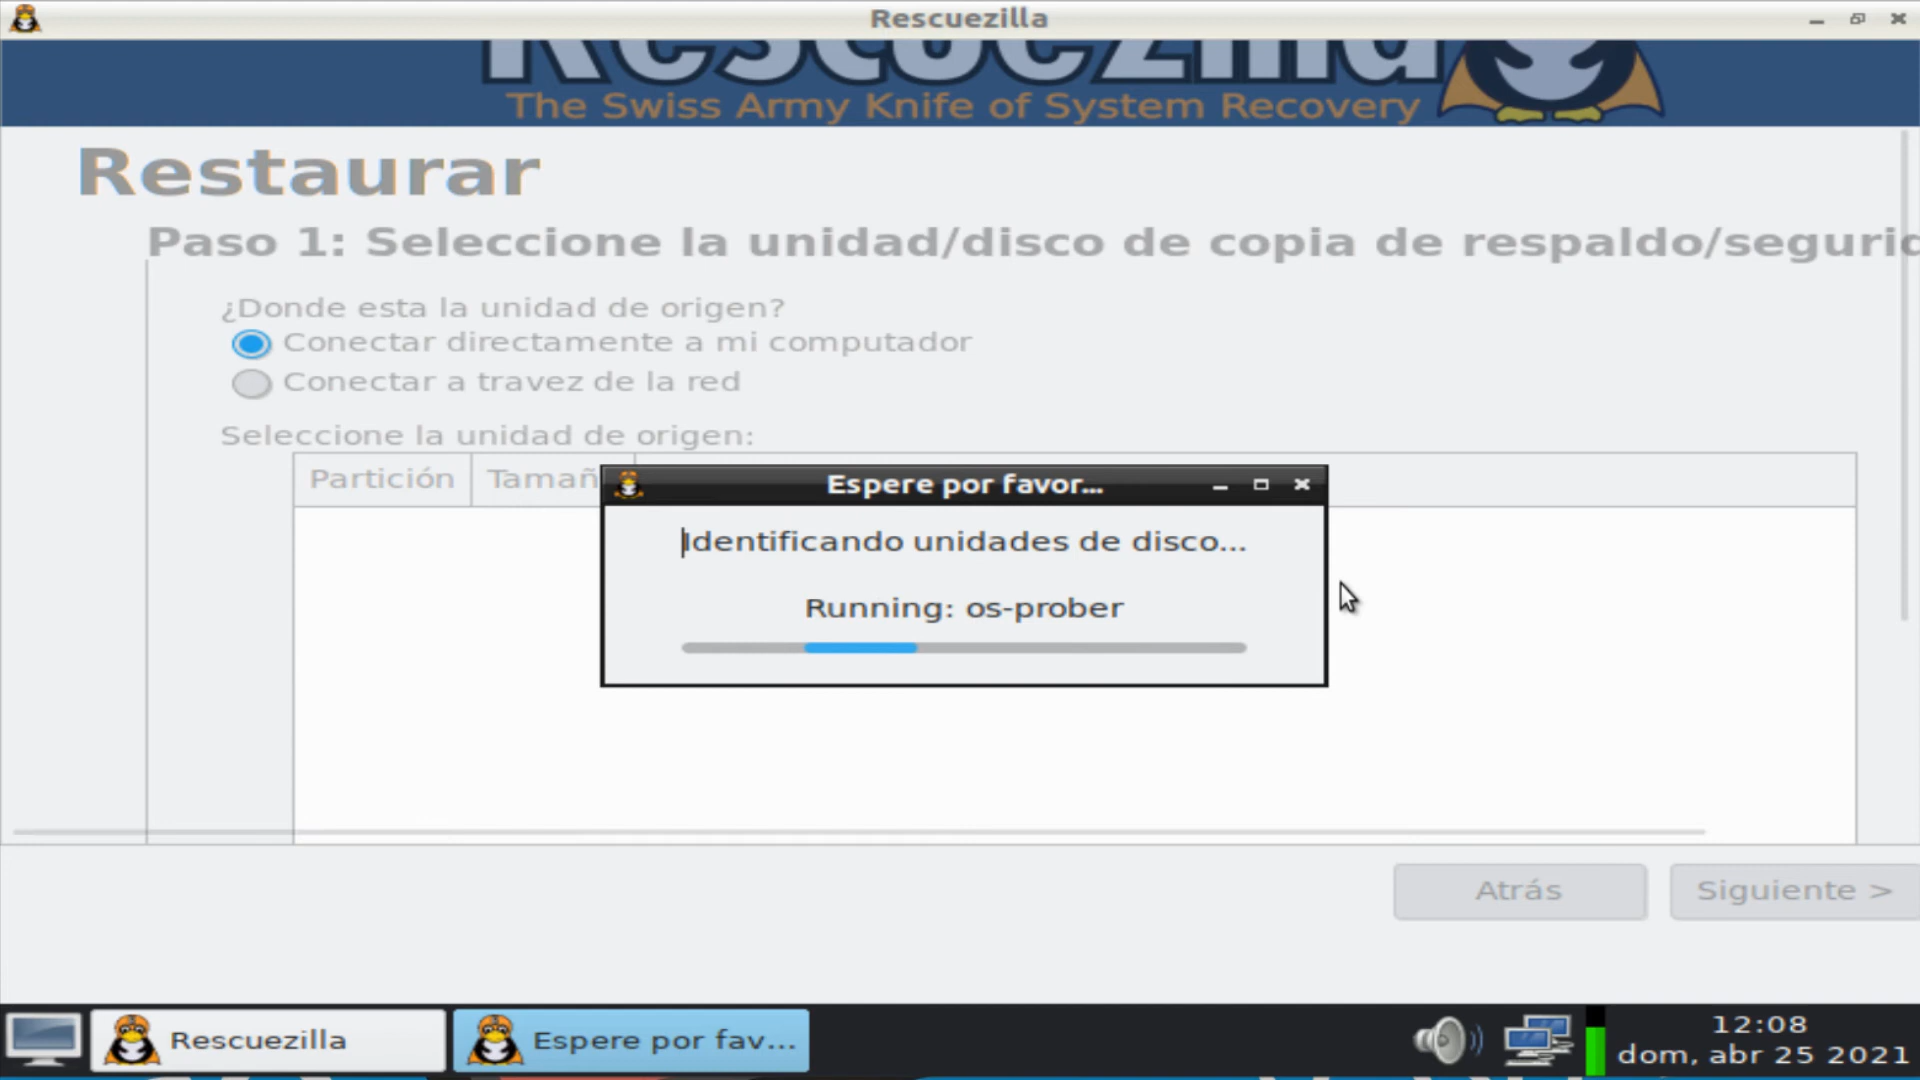 Rescuezilla
Rescuezilla
The Swiss Army Knife of System Recovery
Restaurar
Paso 1: Seleccione la unidad/disco de copia de respaldo/segurid
¿Donde esta la unidad de origen?
Conectar directamente a mi computador
Conectar a travez de la red
Seleccione la unidad de origen:
Partición Tamañ
Espere por favor...
Identificando unidades de disco...
Running: os-prober
Atrás Siguiente >
Rescuezilla Espere por fav... 12:08
dom, abr 25 2021